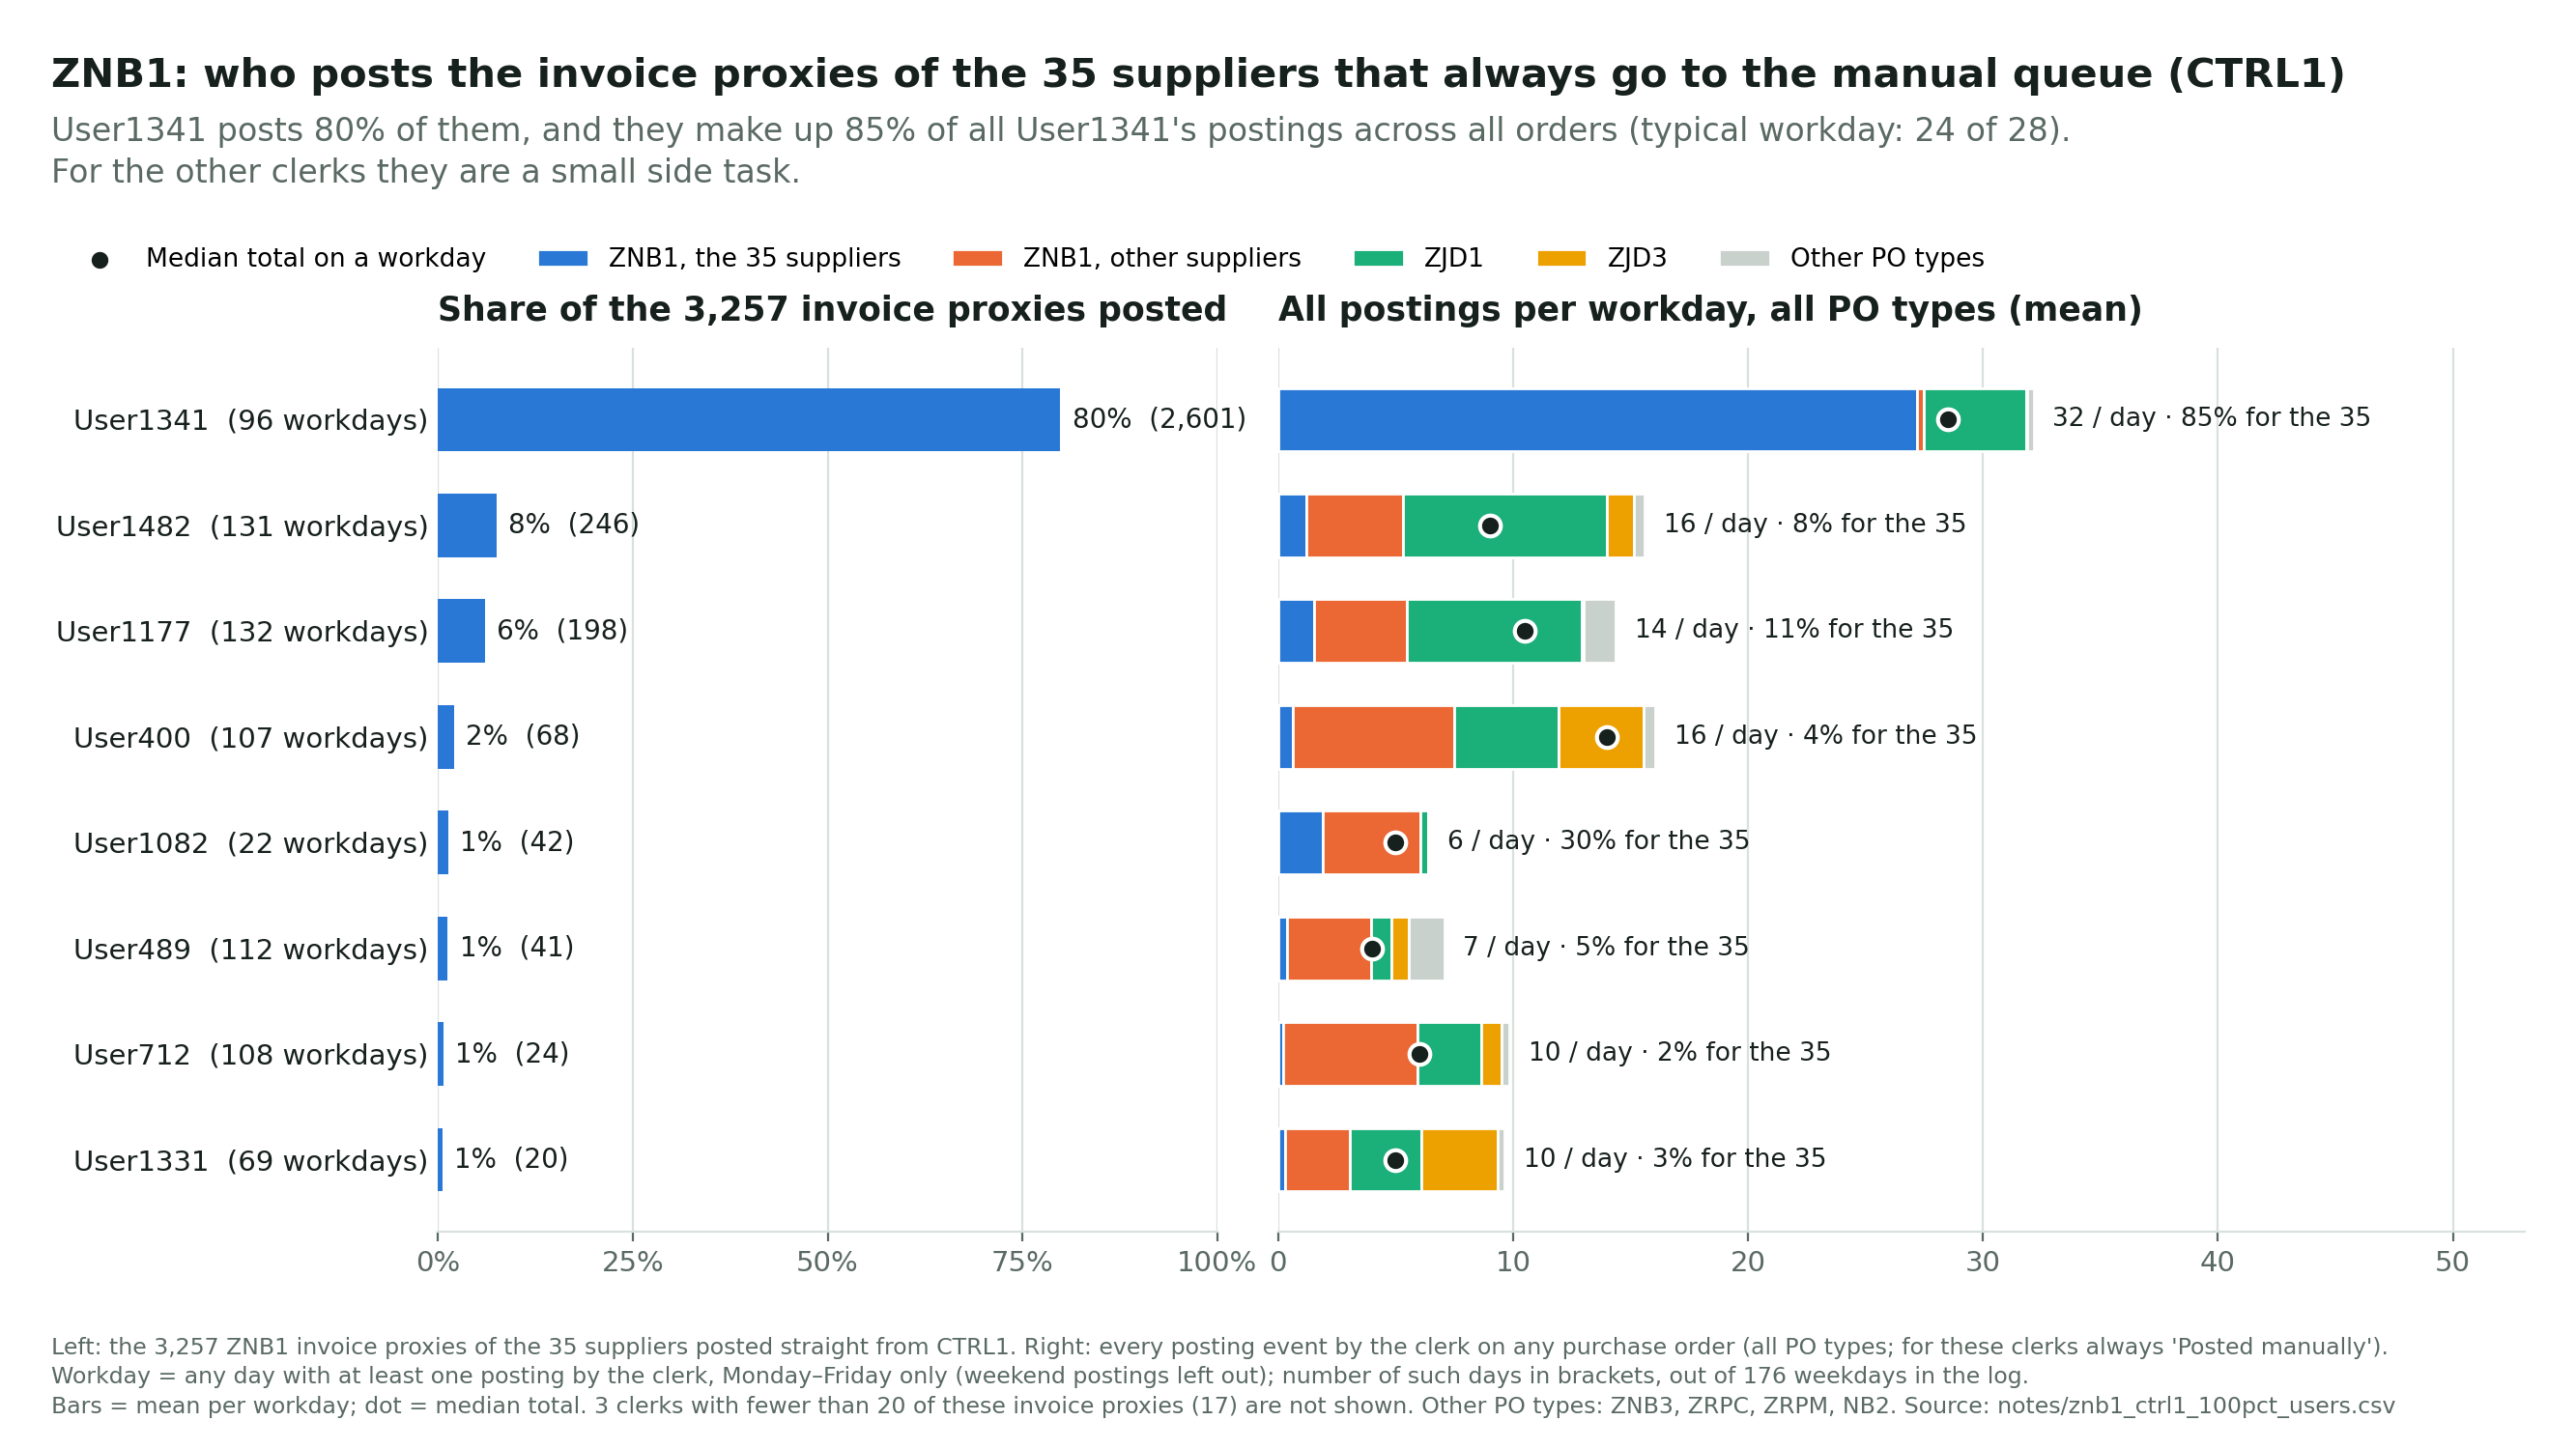 ZNB1: who posts the invoice proxies of the 35 suppliers that always go to the manual queue (CTRL1)
User1341 posts 80% of them, and they make up 85% of all User1341's postings across all orders (typical workday: 24 of 28).
For the other clerks they are a small side task.
Median total on a workday ZNB1, the 35 suppliers ZNB1, other suppliers ZJD1 ZJD3 Other PO types
Share of the 3,257 invoice proxies posted All postings per workday, all PO types (mean)
User1341 (96 workdays) 80% (2,601) 32 / day · 85% for the 35
User1482 (131 workdays) 8% (246) 16 / day · 8% for the 35
User1177 (132 workdays) 6% (198) 14 / day · 11% for the 35
User400 (107 workdays) 2% (68) 16 / day · 4% for the 35
User1082 (22 workdays) 1% (42) 6 / day · 30% for the 35
User489 (112 workdays) 1% (41) 7 / day · 5% for the 35
User712 (108 workdays) 1% (24) 10 / day · 2% for the 35
User1331 (69 workdays) 1% (20) 10 / day · 3% for the 35
0% 25% 50% 75% 100% 0 10 20 30 40 50
Left: the 3,257 ZNB1 invoice proxies of the 35 suppliers posted straight from CTRL1. Right: every posting event by the clerk on any purchase order (all PO types; for these clerks always 'Posted manually').
Workday = any day with at least one posting by the clerk, Monday–Friday only (weekend postings left out); number of such days in brackets, out of 176 weekdays in the log.
Bars = mean per workday; dot = median total. 3 clerks with fewer than 20 of these invoice proxies (17) are not shown. Other PO types: ZNB3, ZRPC, ZRPM, NB2. Source: notes/znb1_ctrl1_100pct_users.csv